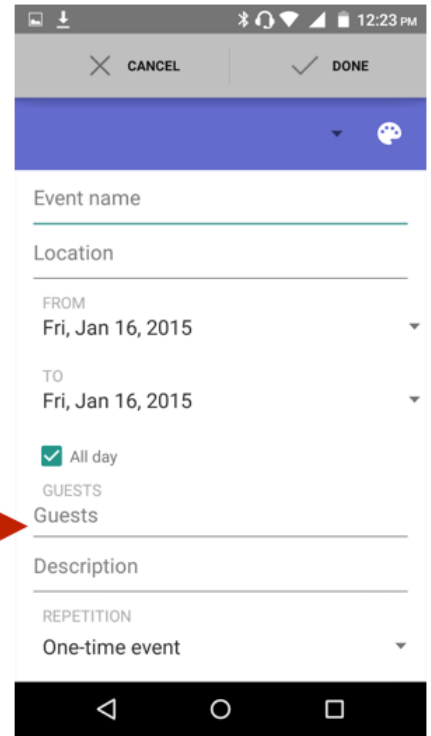 12:23 PM
CANCEL DONE
Event name
Location
FROM
Fri, Jan 16, 2015
TO
Fri, Jan 16, 2015
All day
GUESTS
Guests
Description
REPETITION
One-time event